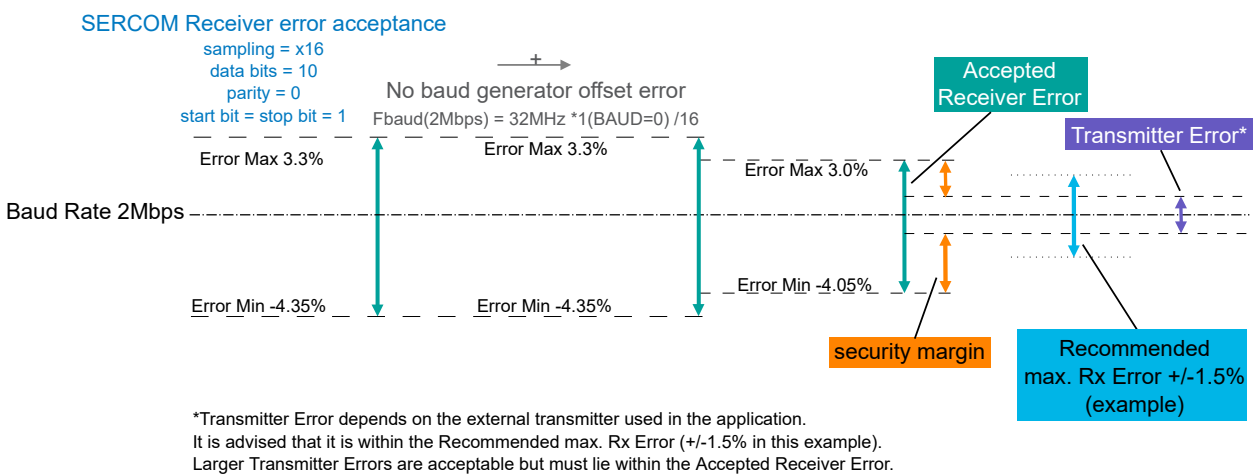 SERCOM Receiver error acceptance
sampling = x16
data bits = 10
parity = 0
start bit = stop bit = 1
+
No baud generator offset error
Fbaud(2Mbps) = 32MHz *1(BAUD=0) /16
Accepted
Receiver Error
Transmitter Error*
Error Max 3.3%
Error Max 3.3%
Error Max 3.0%
Baud Rate 2Mbps
Error Min -4.35%
Error Min -4.35%
Error Min -4.05%
security margin
Recommended
max. Rx Error +/-1.5%
(example)
*Transmitter Error depends on the external transmitter used in the application.
It is advised that it is within the Recommended max. Rx Error (+/-1.5% in this example).
Larger Transmitter Errors are acceptable but must lie within the Accepted Receiver Error.